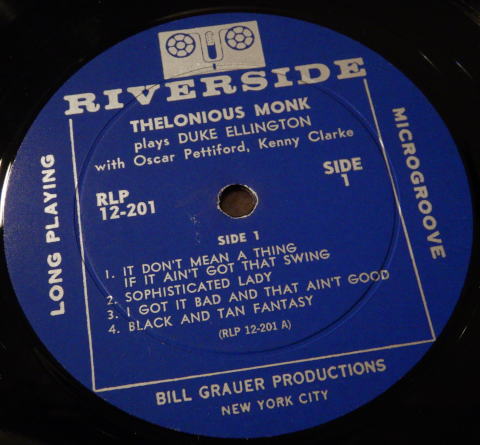 RIVERSIDE
THELONIOUS MONK
plays DUKE ELLINGTON
with Oscar Pettiford, Kenny Clarke
RLP
12-201
SIDE
1
LONG PLAYING
MICROGROOVE
SIDE 1
1. IT DON'T MEAN A THING
IF IT AIN'T GOT THAT SWING
2. SOPHISTICATED LADY
3. I GOT IT BAD AND THAT AIN'T GOOD
4. BLACK AND TAN FANTASY
(RLP 12-201 A)
BILL GRAUER PRODUCTIONS
NEW YORK CITY